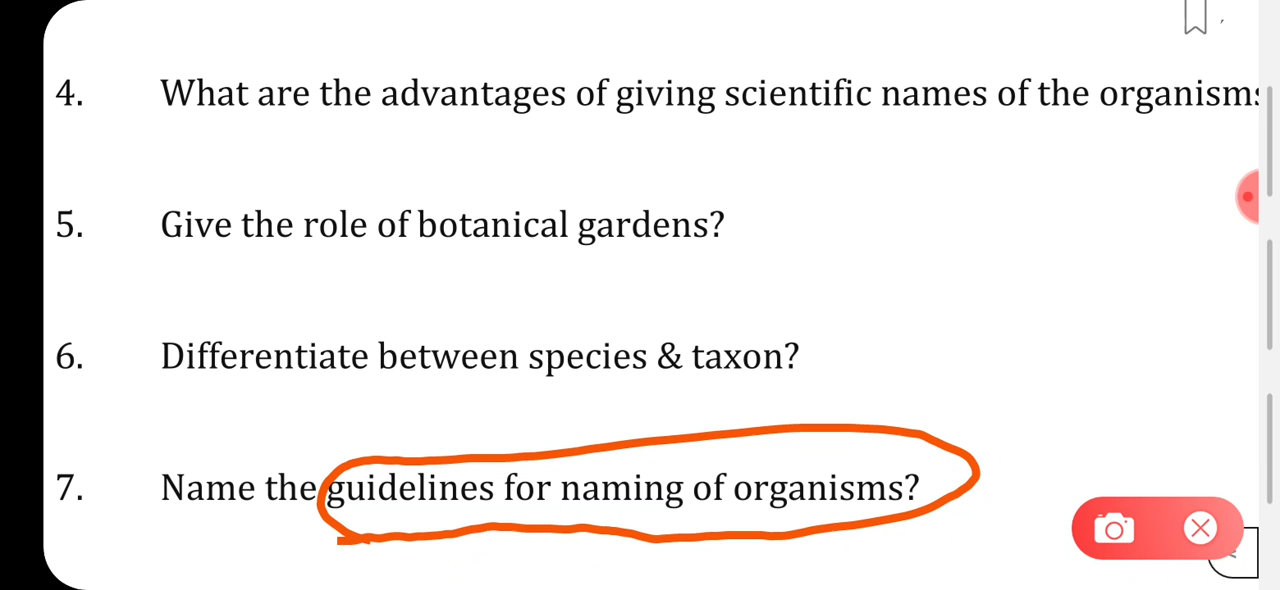 4. What are the advantages of giving scientific names of the organisms
5. Give the role of botanical gardens?
6. Differentiate between species & taxon?
7. Name the guidelines for naming of organisms?